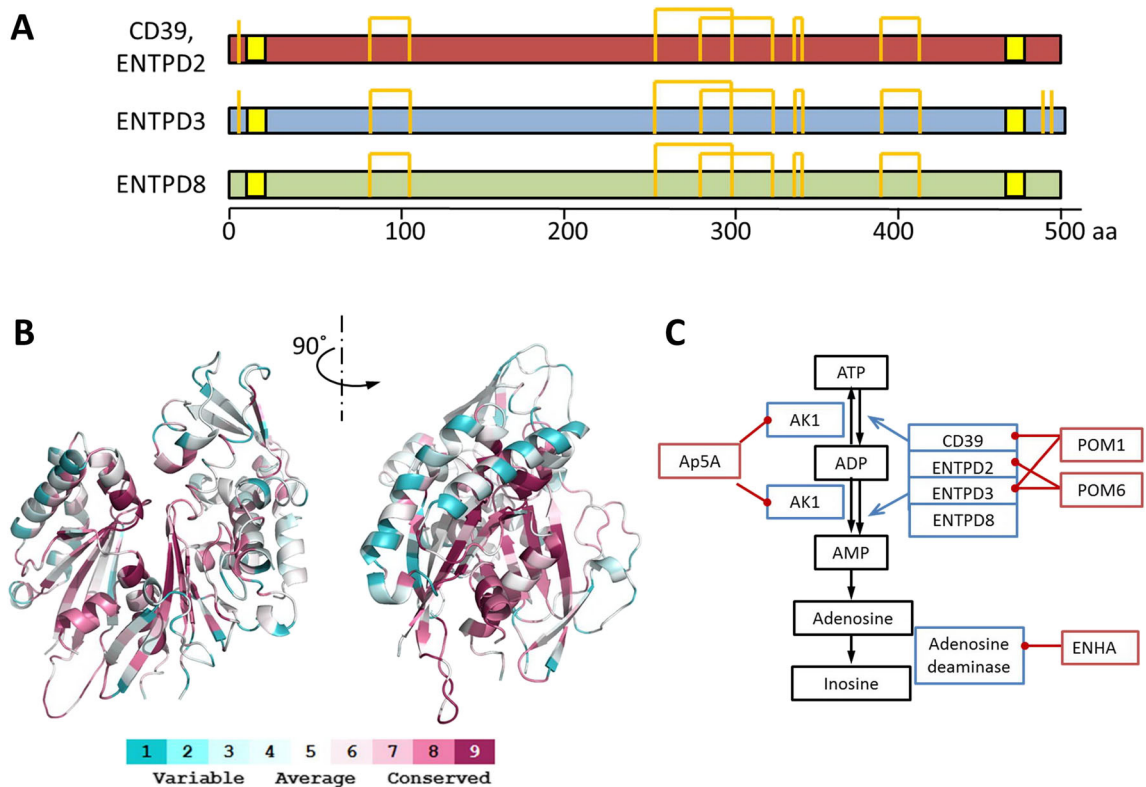 A
CD39,
ENTPD2
ENTPD3
ENTPD8
0 100 200 300 400 500 aa
B
90°
1 2 3 4 5 6 7 8 9
Variable Average Conserved
C
ATP
AK1
CD39
POM1
Ap5A
ADP
ENTPD2
ENTPD3
POM6
AK1
ENTPD8
AMP
Adenosine
Adenosine
deaminase
ENHA
Inosine